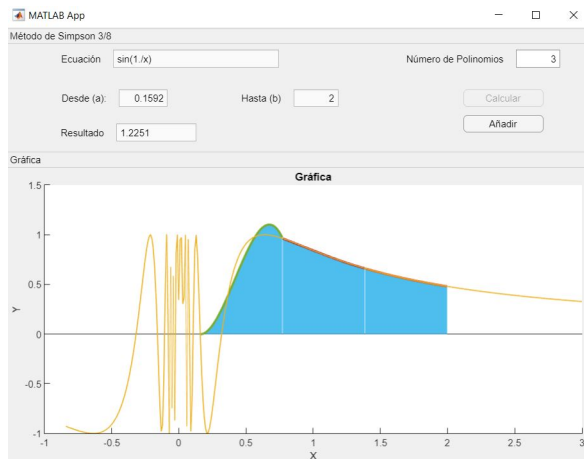 MATLAB App
Método de Simpson 3/8
Ecuación sin(1./x) Número de Polinomios 3
Desde (a): 0.1592 Hasta (b) 2 Calcular
Añadir
Resultado 1.2251
Gráfica
Gráfica
1.5
1
0.5
0
-0.5
-1
Y
-1 -0.5 0 0.5 1 1.5 2 2.5 3
X